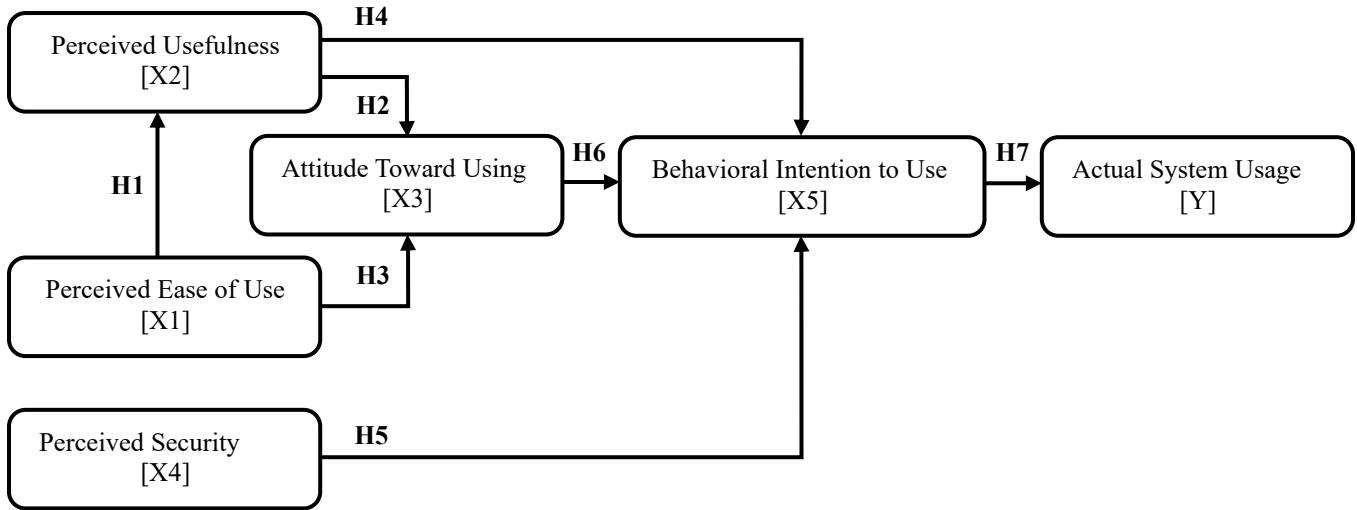 H4
Perceived Usefulness
[X2]
H2
H1
Attitude Toward Using
[X3]
H6
Behavioral Intention to Use
[X5]
H7
Actual System Usage
[Y]
H3
Perceived Ease of Use
[X1]
H5
Perceived Security
[X4]